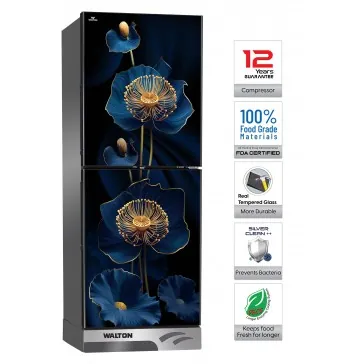 WALTON
12
Years
GUARANTEE
Compressor
100%
Food Grade
Materials
FDA CERTIFIED
Real
Tempered Glass
More Durable
SILVER
CLEAN ++
Prevents Bacteria
Keeps food
Fresh for longer